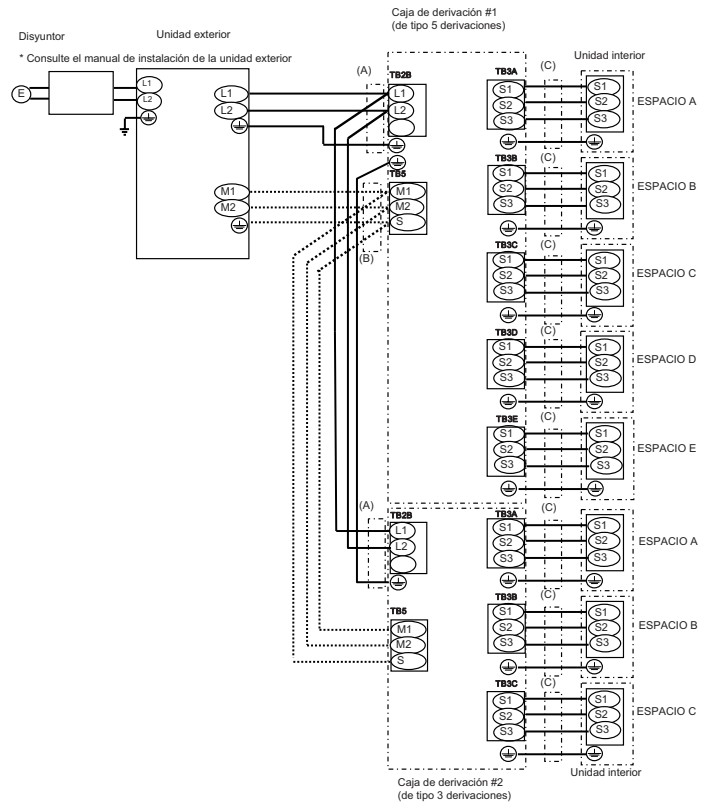 Caja de derivación #1
(de tipo 5 derivaciones)
Disyuntor
Unidad exterior
* Consulte el manual de instalación de la unidad exterior
Unidad interior
E
L1
L2
L1
L2
M1
M2
(A)
TB2B
L1
L2
TB5
M1
M2
S
(B)
TB3A
S1
S2
S3
(C)
S1
S2
S3
ESPACIO A
TB3B
S1
S2
S3
(C)
S1
S2
S3
ESPACIO B
TB3C
S1
S2
S3
(C)
S1
S2
S3
ESPACIO C
TB3D
S1
S2
S3
(C)
S1
S2
S3
ESPACIO D
TB3E
S1
S2
S3
(C)
S1
S2
S3
ESPACIO E
(A)
TB2B
L1
L2
TB5
M1
M2
S
TB3A
S1
S2
S3
(C)
S1
S2
S3
ESPACIO A
TB3B
S1
S2
S3
(C)
S1
S2
S3
ESPACIO B
TB3C
S1
S2
S3
(C)
S1
S2
S3
ESPACIO C
Unidad interior
Caja de derivación #2
(de tipo 3 derivaciones)